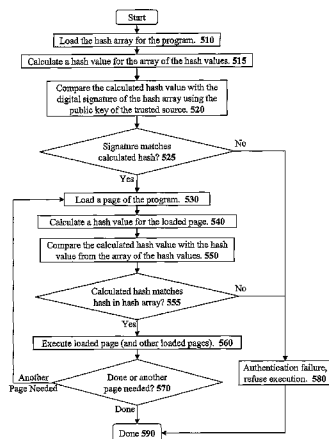 Start
Load the hash array for the program. 510
Calculate a hash value for the array of the hash values. 515
Compare the calculated hash value with the
digital signature of the hash array using the
public key of the trusted source.
520
Signature matches
calculated hash? 525
No
Yes
Load a page of the program. 530
Calculate a hash value for the loaded page. 540
Compare the calculated hash value with the hash
value from the array of the hash values. 550
Calculated hash matches
hash in hash array? 555
No
Yes
Execute loaded page (and other loaded pages). 560
Another
Page Needed
Done or another
page needed?
570
Authentication failure,
refuse execution. 580
Done
Done 590